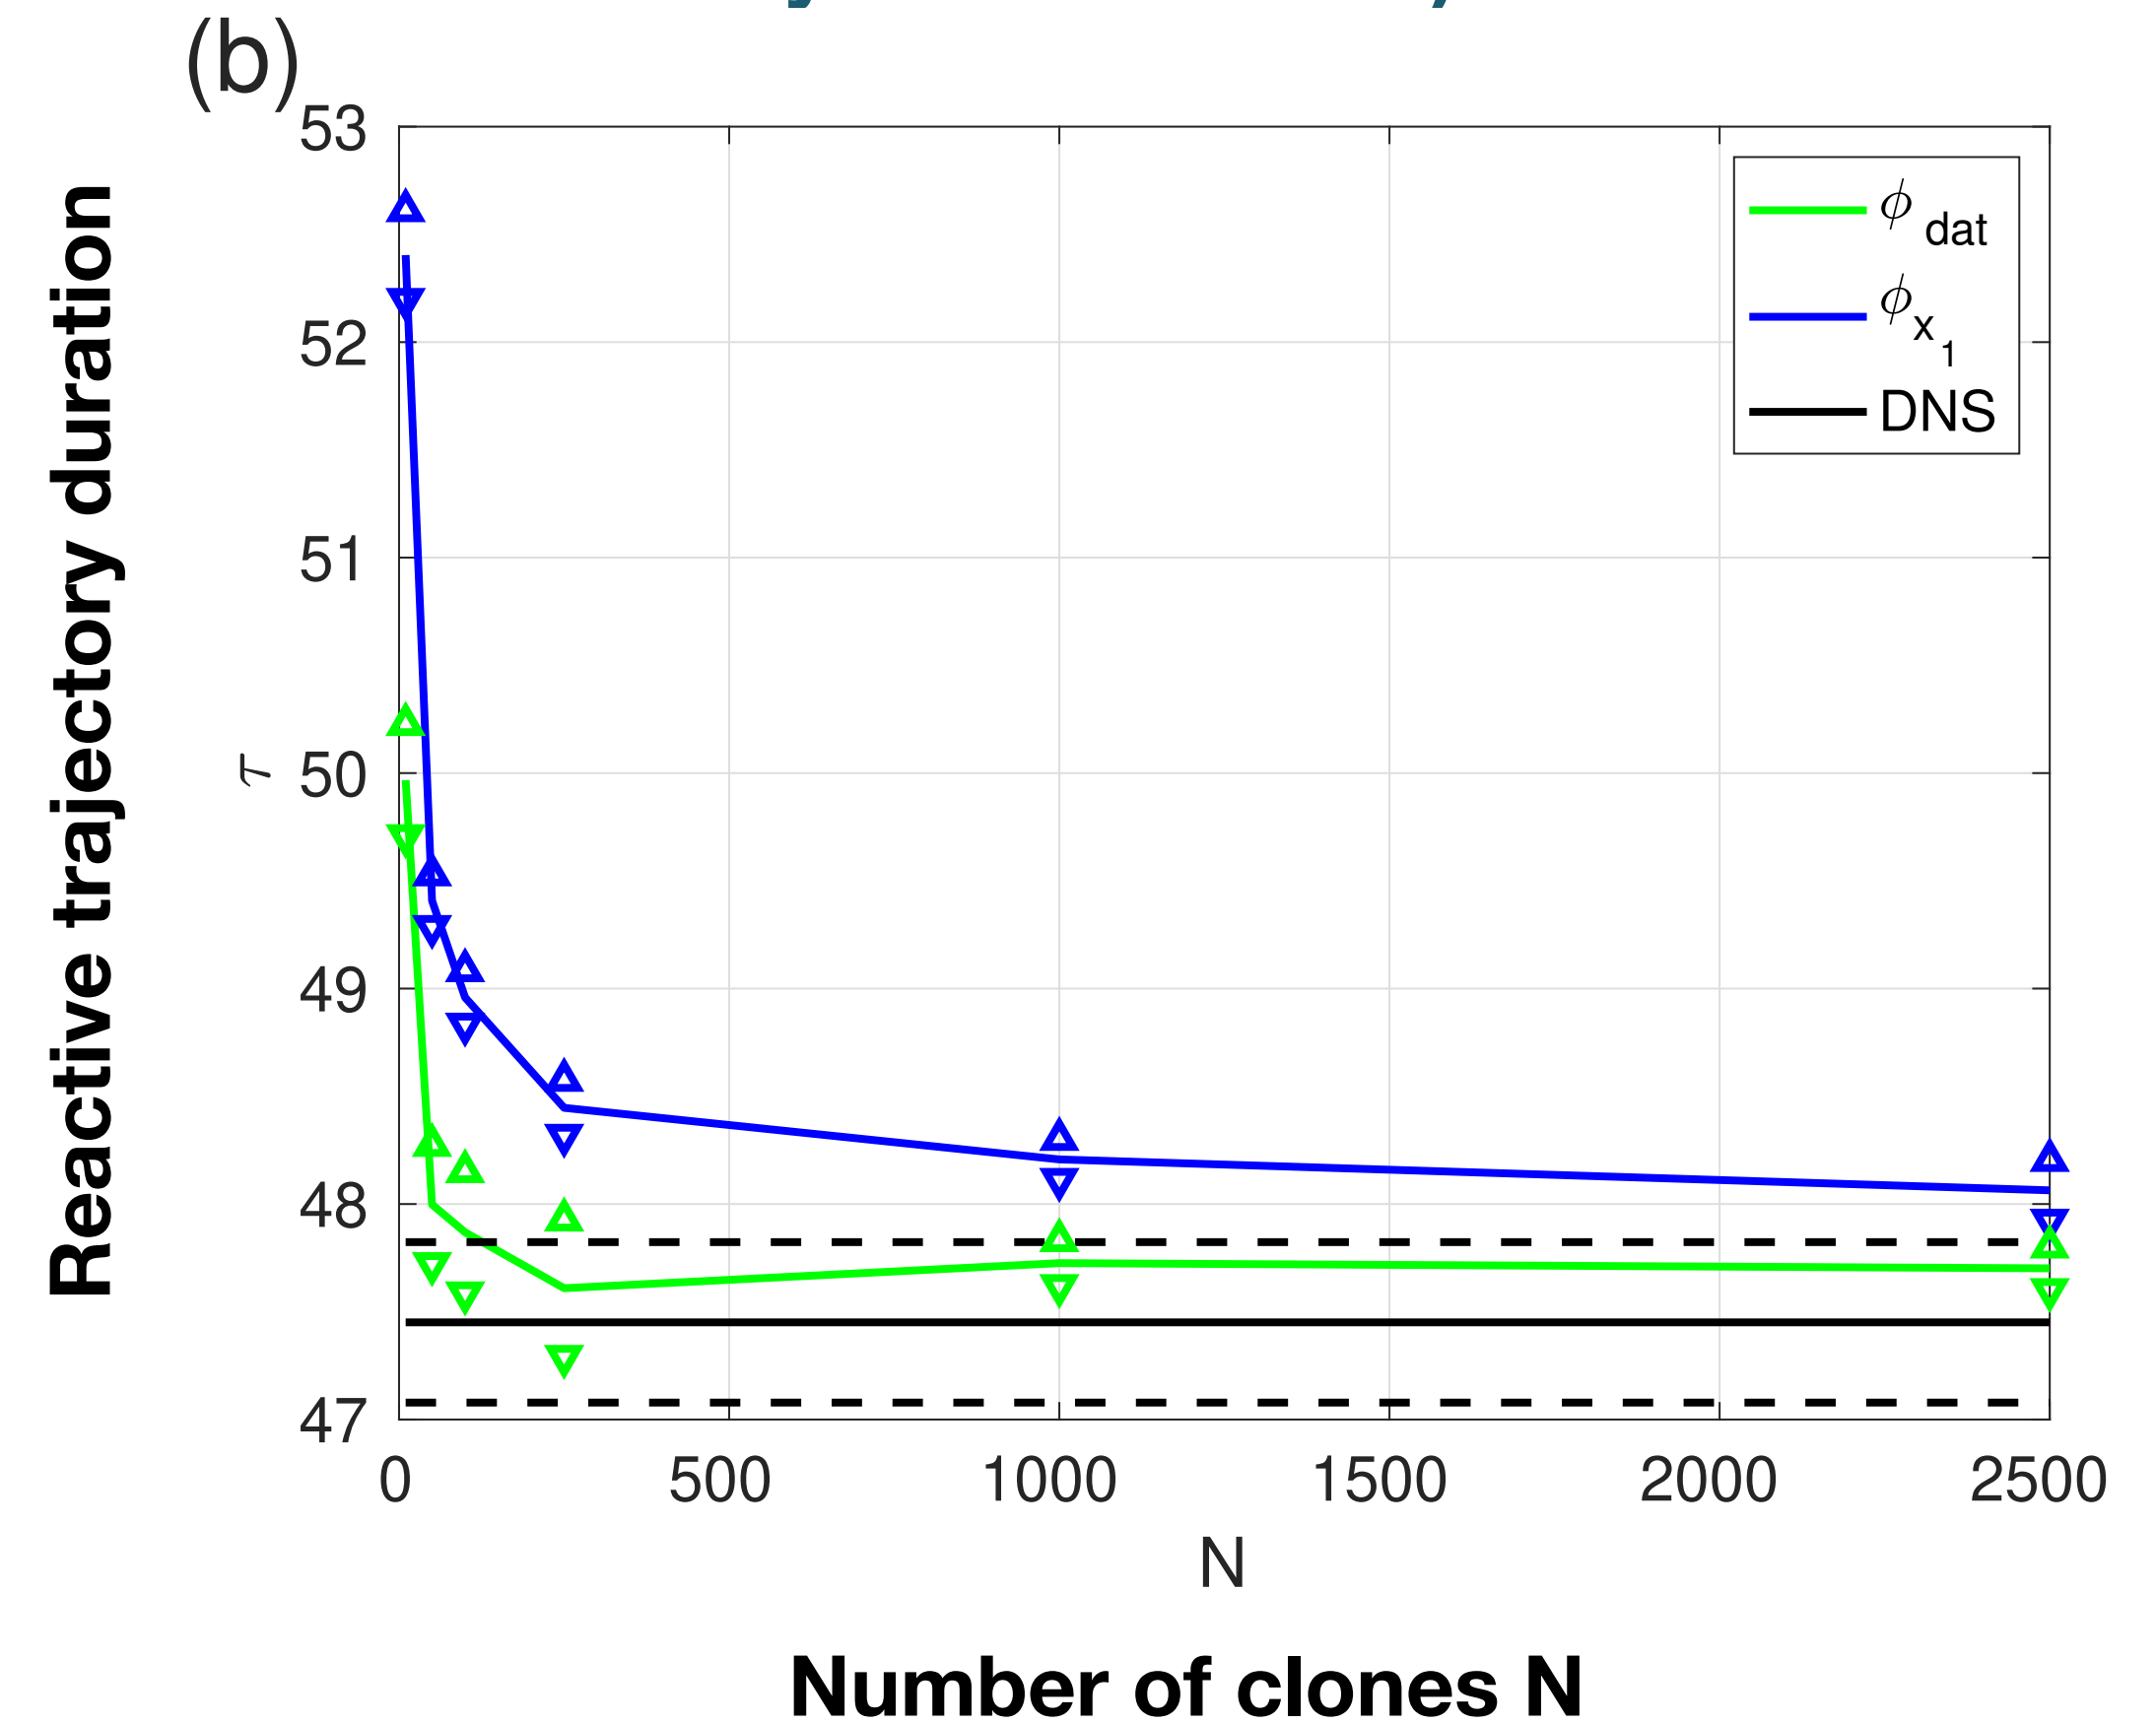 (b)
53
52
51
50
49
48
47
τ
Reactive trajectory duration
ϕ dat
ϕ x 1
DNS
0 500 1000 1500 2000 2500
N
Number of clones N